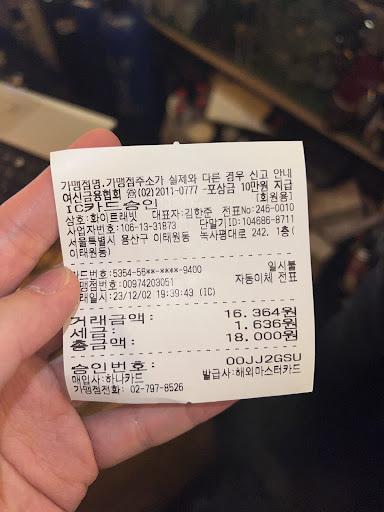 가맹점명,가맹점주소가 실제와 다른 경우 신고 안내
여신금융협회 ☎(02)2011-0777 -포상금 10만원 지급
IC카드승인 [회원용]
상호:화이트래빗 대표자:김한준 전표No:246-0010
사업자번호:106-13-31873 단말기ID:104686-8711
서울특별시 용산구 이태원동 녹사평대로 242. 1층(
이태원동)
카드번호:5364-56**-****-9400 일시불
가맹점번호:00974203051 자동이체 전표
거래일시:23/12/02 19:39:43 (IC)
거래금액: 16.364원
세금: 1.636원
총금액: 18.000원
승인번호: 00JJ2GSU
매입사:하나카드 발급사:해외마스터카드
가맹점전화: 02-797-8526